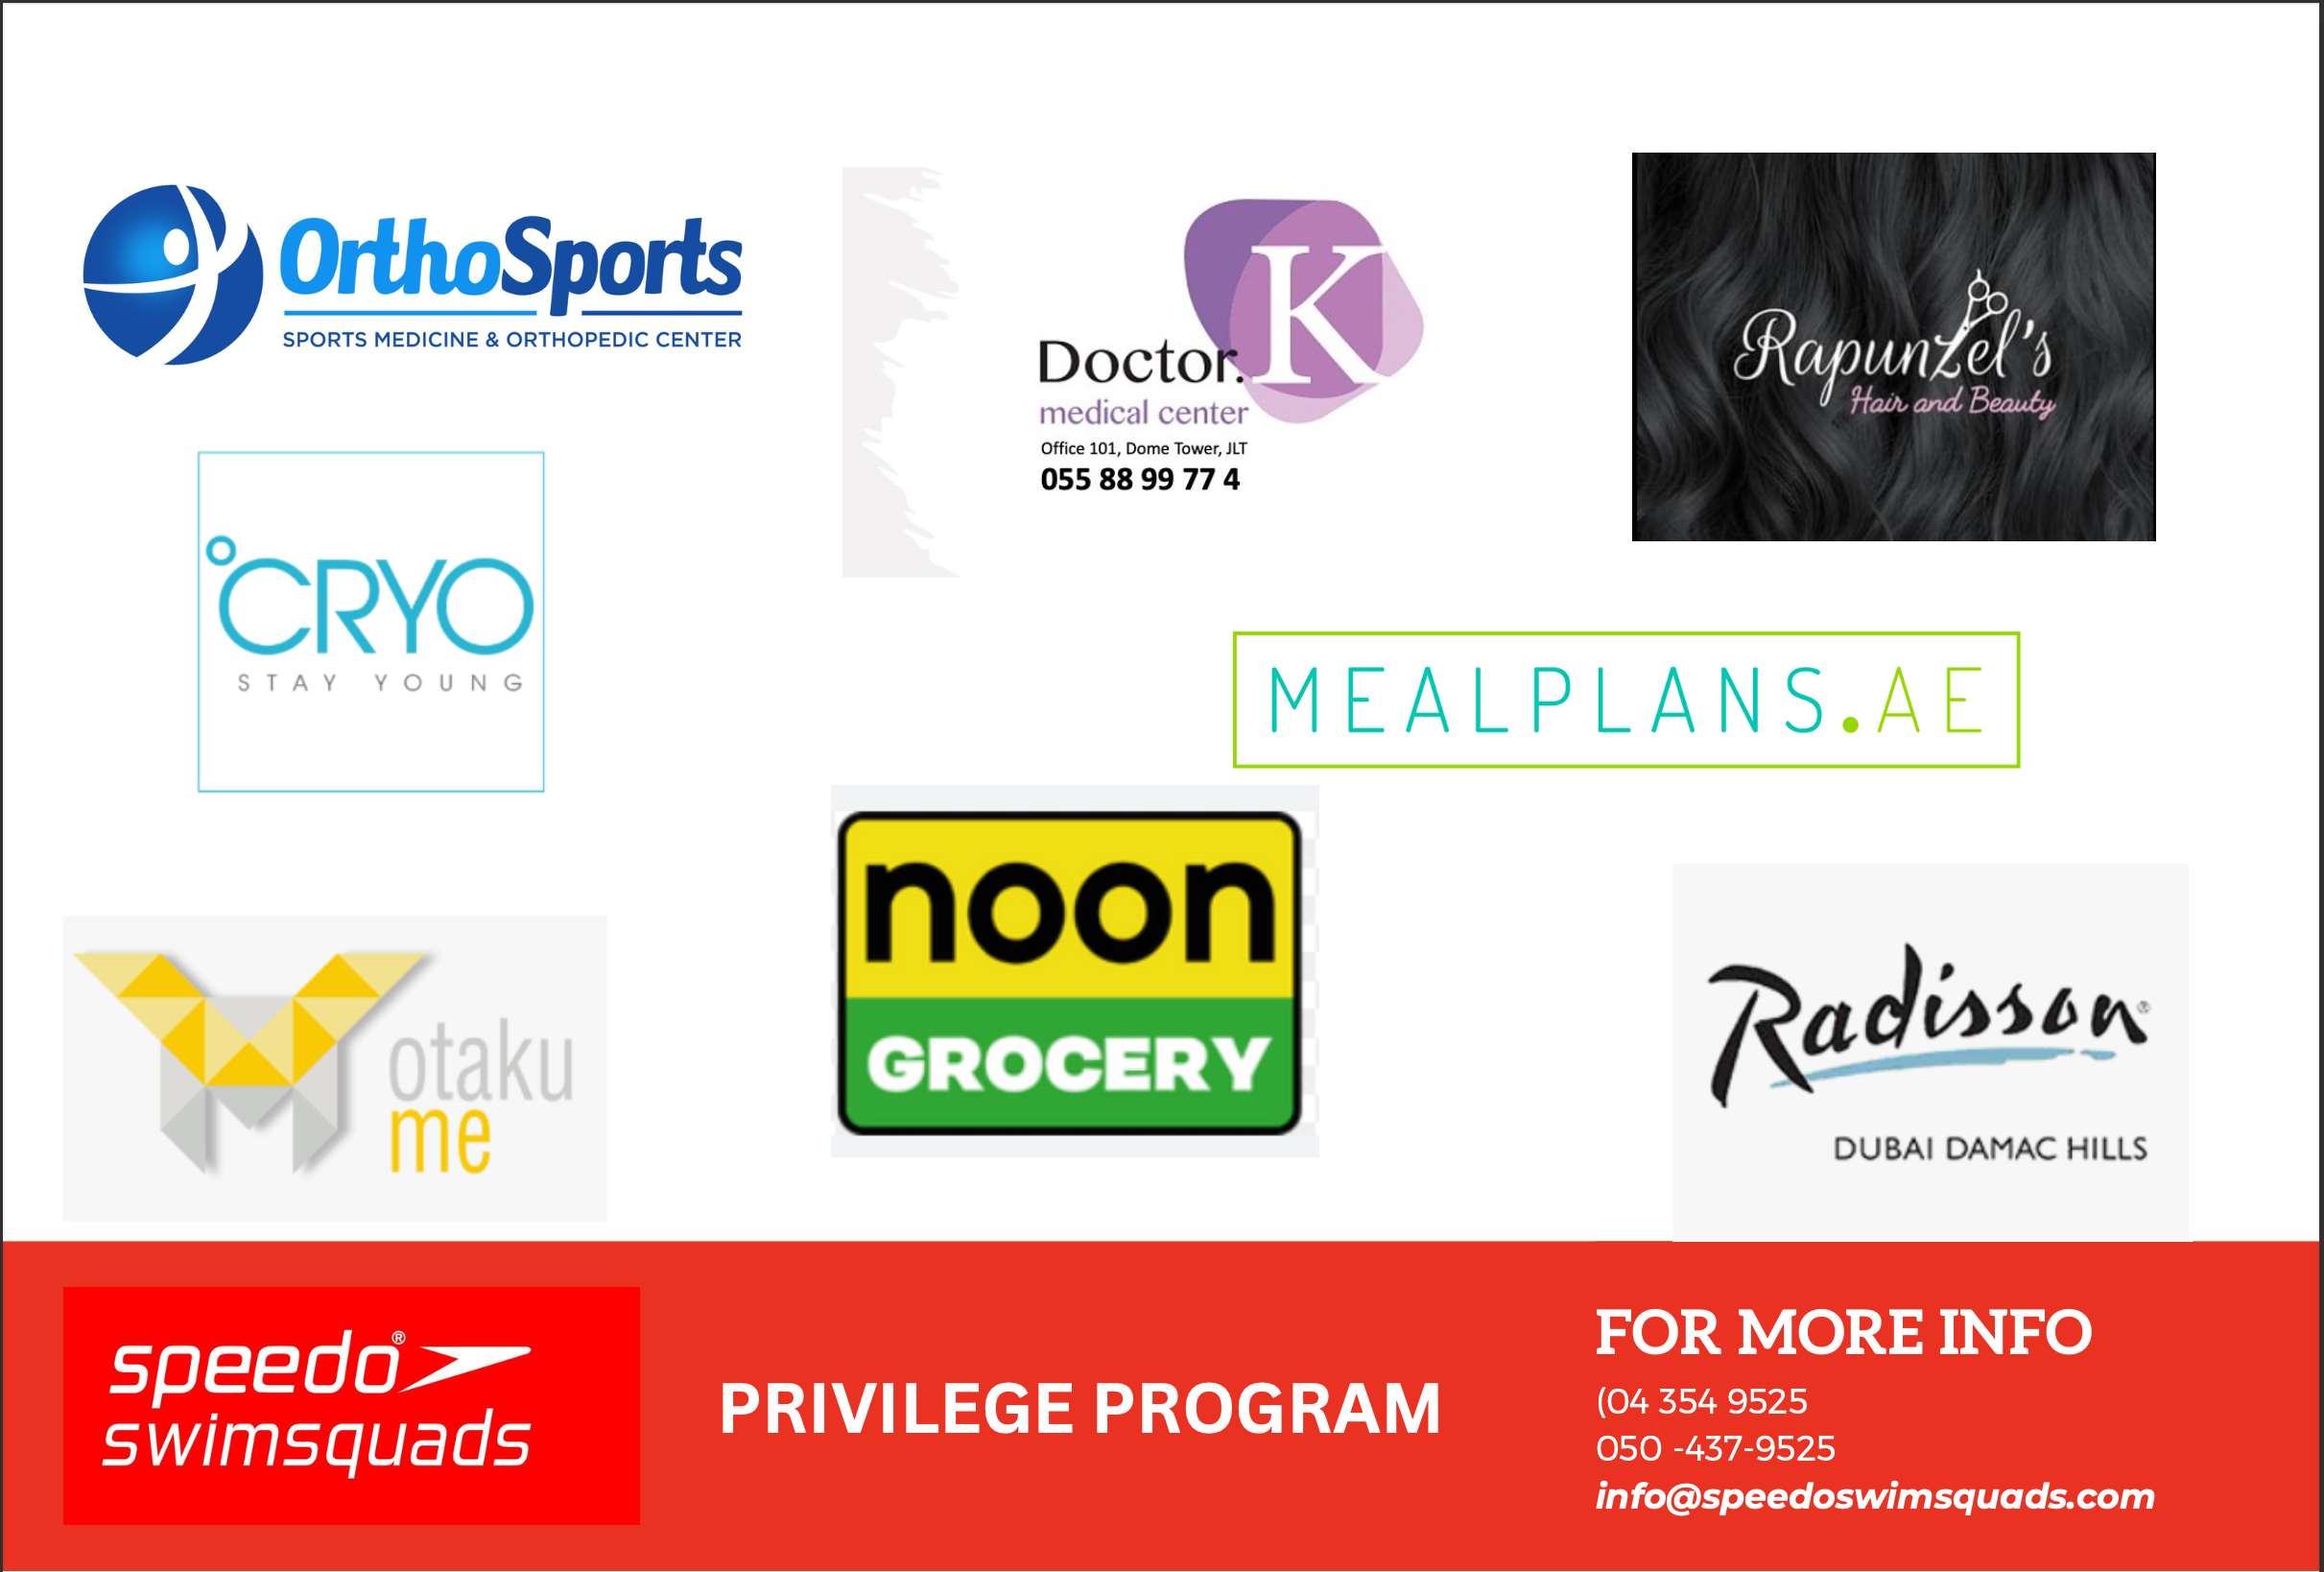 OrthoSports
SPORTS MEDICINE & ORTHOPEDIC CENTER
K
Doctor.
medical center
Office 101, Dome Tower, JLT
055 88 99 77 4
Rapunzel's
Hair and Beauty
°CRYO
STAY YOUNG
MEALPLANS.AE
otaku
me
noon
GROCERY
Radisson®
DUBAI DAMAC HILLS
speedo®
swimsquads
PRIVILEGE PROGRAM
FOR MORE INFO
(04 354 9525
050 -437-9525
info@speedoswimsquads.com